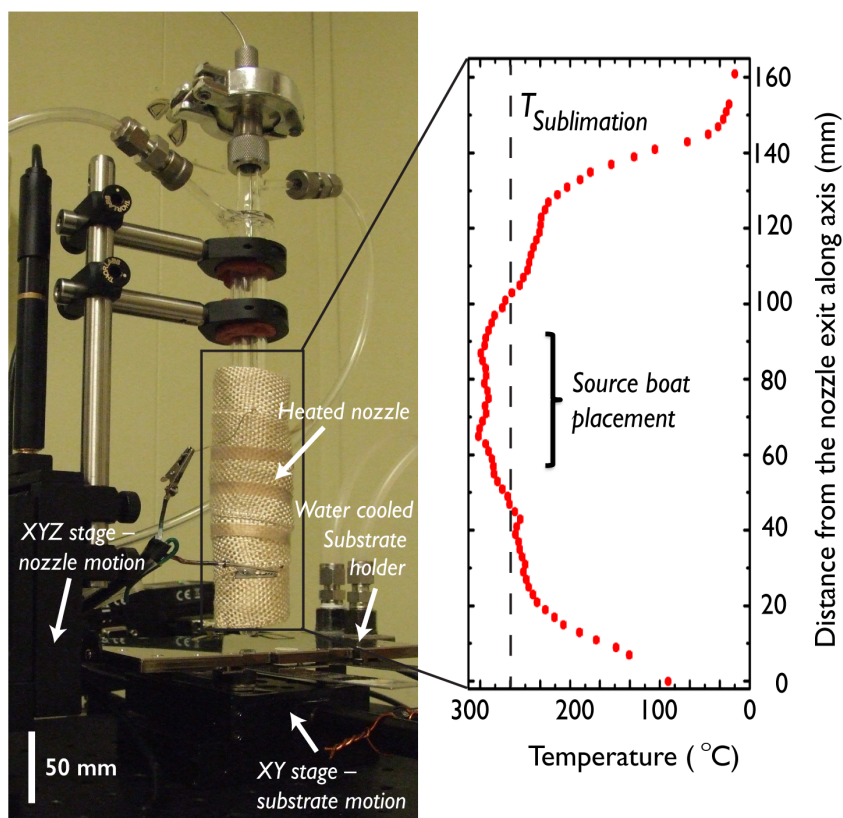 T Sublimation
Source boat
placement
Heated nozzle
Water cooled
Substrate
holder
XYZ stage –
nozzle motion
50 mm
XY stage –
substrate motion
160
140
120
100
80
60
40
20
0
Distance from the nozzle exit along axis (mm)
300
200
100
0
Temperature ( °C)